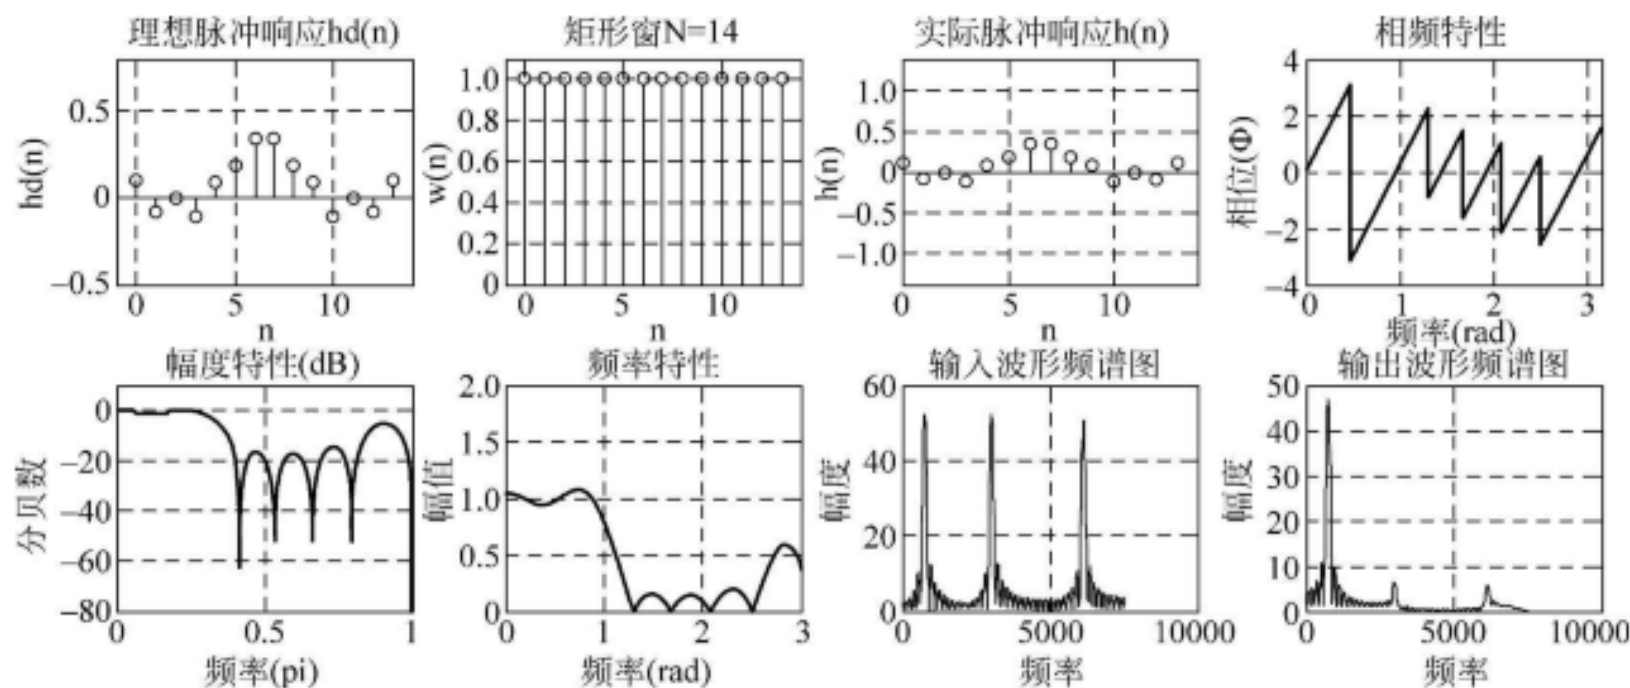 理想脉冲响应hd(n)
矩形窗N=14
实际脉冲响应h(n)
相频特性
hd(n)
0.5
0
−0.5
0
5
10
n
w(n)
1.0
0.8
0.6
0.4
0.2
0
0
5
10
n
h(n)
1.0
0.5
0
−0.5
−1.0
0
5
10
n
相位(Φ)
4
2
0
−2
−4
0
1
2
3
频率(rad)
幅度特性(dB)
频率特性
输入波形频谱图
输出波形频谱图
分贝数
0
−20
−40
−60
−80
0
0.5
1
频率(pi)
幅值
2.0
1.5
1.0
0.5
0
0
1
2
3
频率(rad)
幅度
60
40
20
0
0
5000
10000
频率
幅度
50
40
30
20
10
0
0
5000
10000
频率